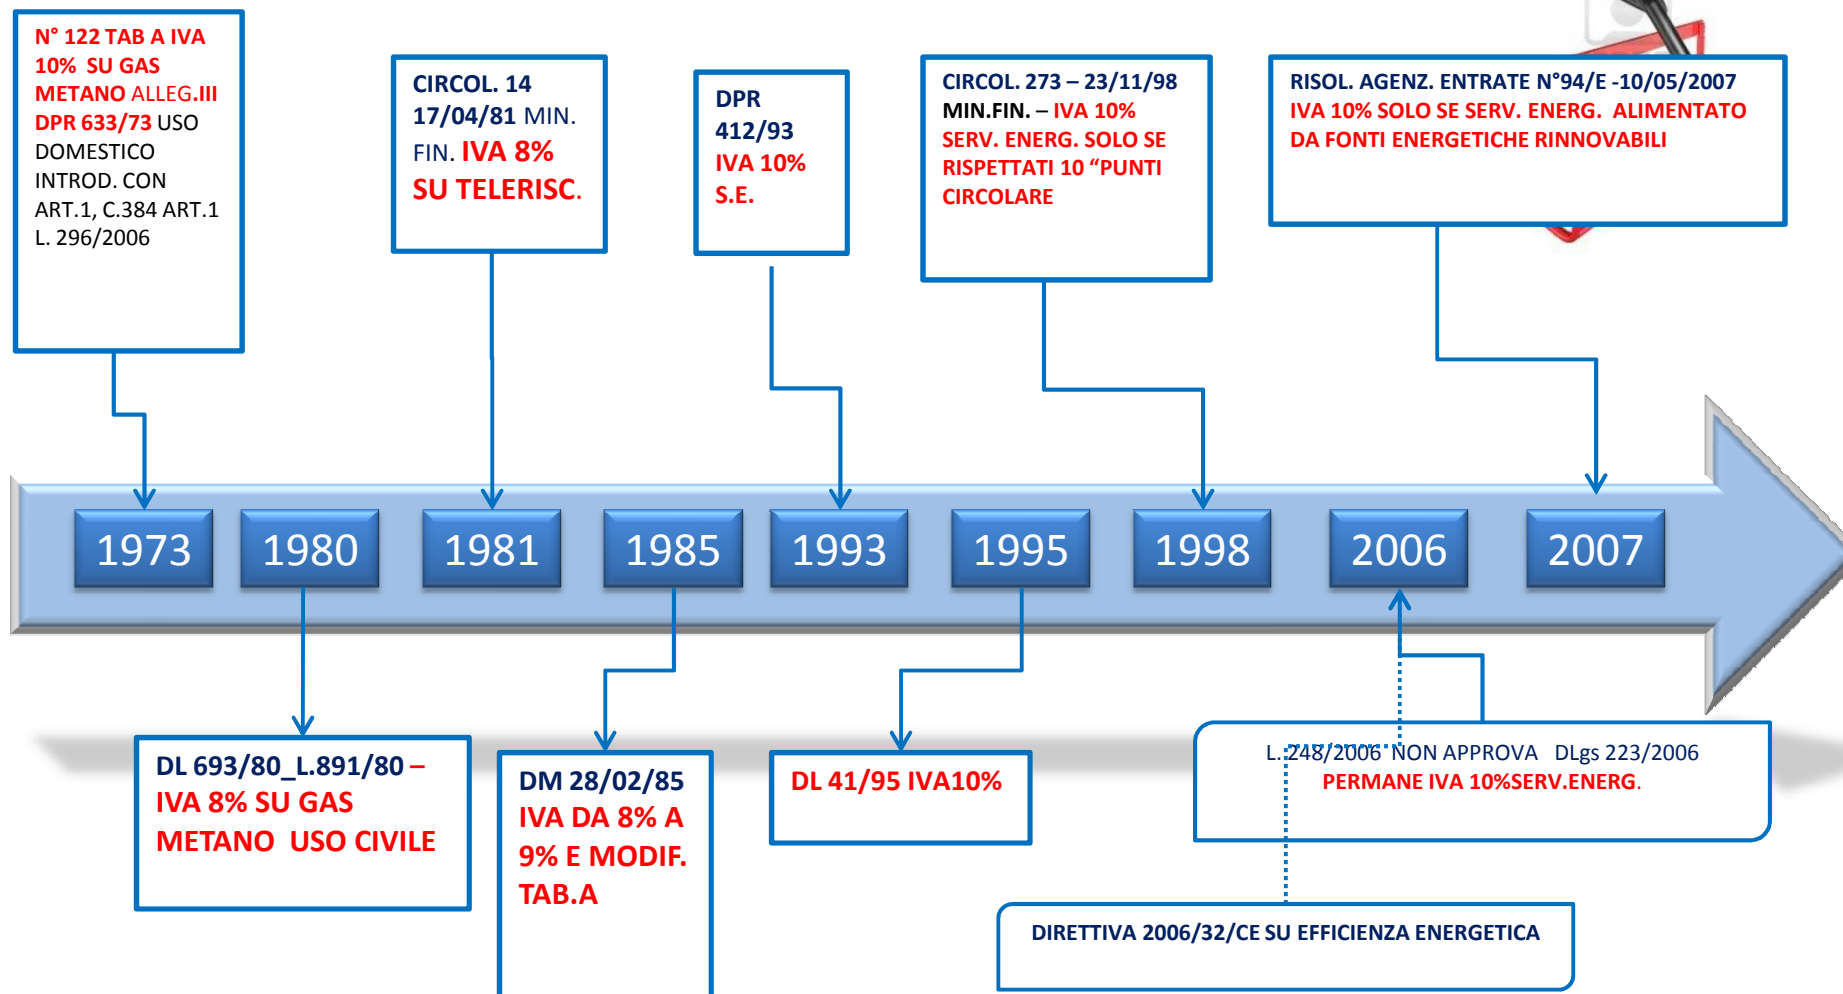 N° 122 TAB A IVA
10% SU GAS
METANO ALLEG.III
DPR 633/73 USO
DOMESTICO
INTROD. CON
ART.1, C.384 ART.1
L. 296/2006
CIRCOL. 14
17/04/81 MIN.
FIN. IVA 8%
SU TELERISC.
DPR
412/93
IVA 10%
S.E.
CIRCOL. 273 – 23/11/98
MIN.FIN. – IVA 10%
SERV. ENERG. SOLO SE
RISPETTATI 10 “PUNTI
CIRCOLARE
RISOL. AGENZ. ENTRATE N°94/E -10/05/2007
IVA 10% SOLO SE SERV. ENERG. ALIMENTATO
DA FONTI ENERGETICHE RINNOVABILI
1973
1980
1981
1985
1993
1995
1998
2006
2007
DL 693/80_L.891/80 –
IVA 8% SU GAS
METANO USO CIVILE
DM 28/02/85
IVA DA 8% A
9% E MODIF.
TAB.A
DL 41/95 IVA10%
L. 248/2006 NON APPROVA DLgs 223/2006
PERMANE IVA 10%SERV.ENERG.
DIRETTIVA 2006/32/CE SU EFFICIENZA ENERGETICA